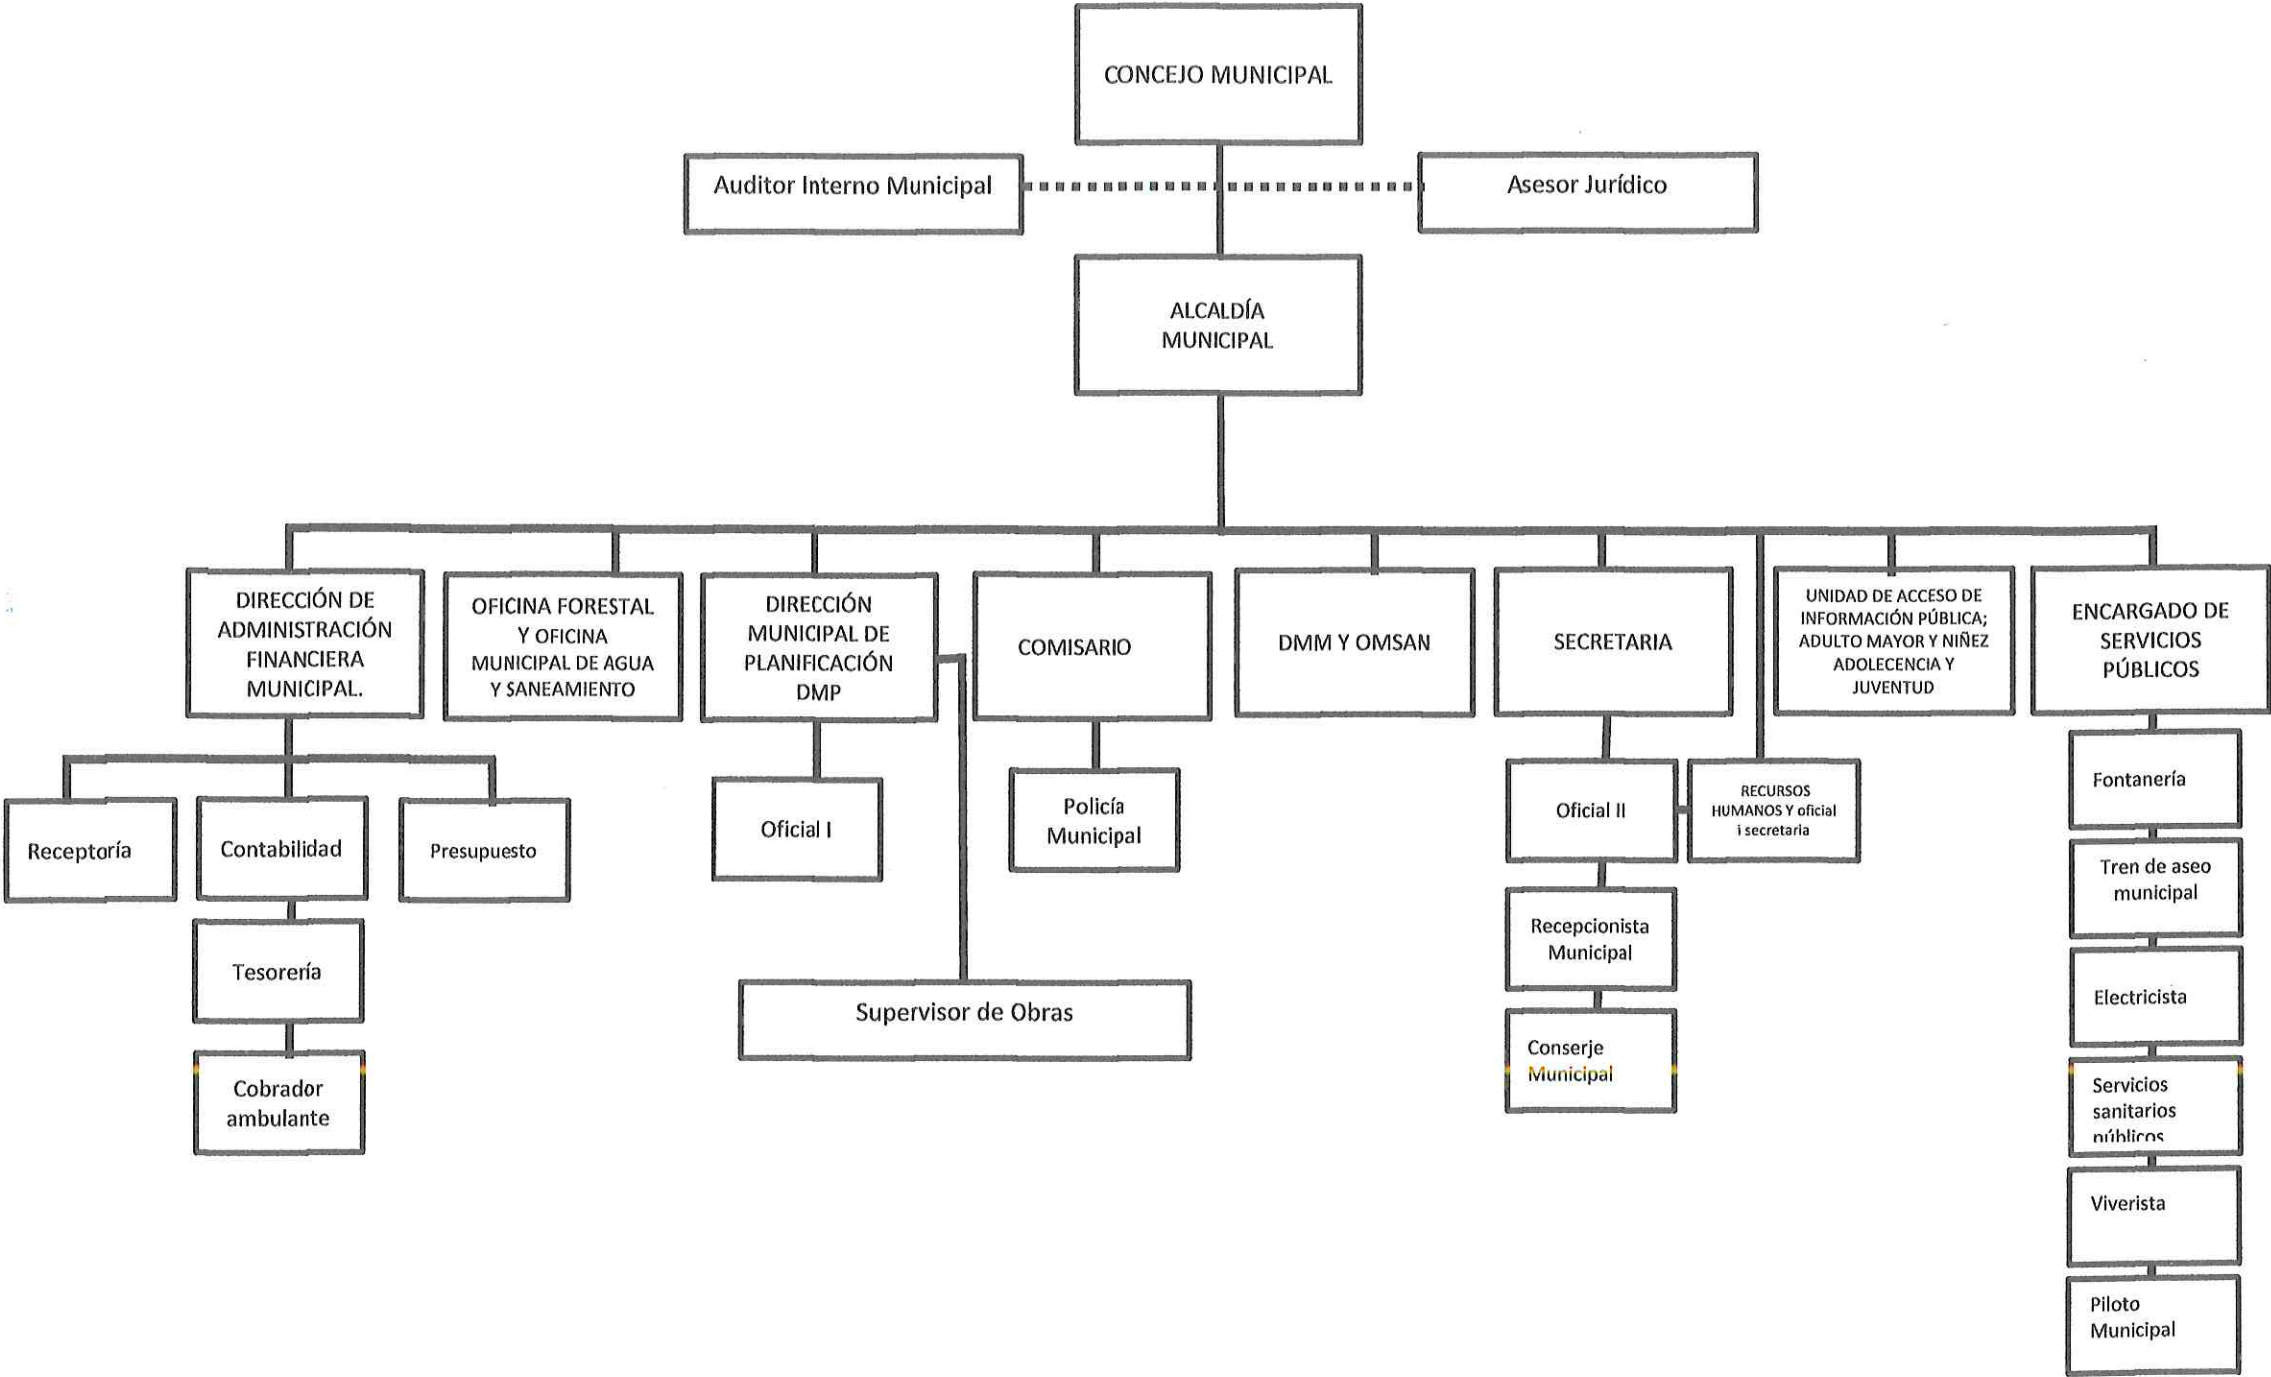 CONCEJO MUNICIPAL
Auditor Interno Municipal
Asesor Jurídico
ALCALDÍA
MUNICIPAL
DIRECCIÓN DE
ADMINISTRACIÓN
FINANCIERA
MUNICIPAL.
OFICINA FORESTAL
Y OFICINA
MUNICIPAL DE AGUA
Y SANEAMIENTO
DIRECCIÓN
MUNICIPAL DE
PLANIFICACIÓN
DMP
COMISARIO
DMM Y OMSAN
SECRETARIA
UNIDAD DE ACCESO DE
INFORMACIÓN PÚBLICA;
ADULTO MAYOR Y NIÑEZ
ADOLECENCIA Y
JUVENTUD
ENCARGADO DE
SERVICIOS
PÚBLICOS
Receptoría
Contabilidad
Presupuesto
Tesorería
Cobrador
ambulante
Oficial I
Supervisor de Obras
Policía
Municipal
Oficial II
RECURSOS
HUMANOS Y oficial
i secretaria
Recepcionista
Municipal
Conserje
Municipal
Fontanería
Tren de aseo
municipal
Electricista
Servicios
sanitarios
públicos
Viverista
Piloto
Municipal